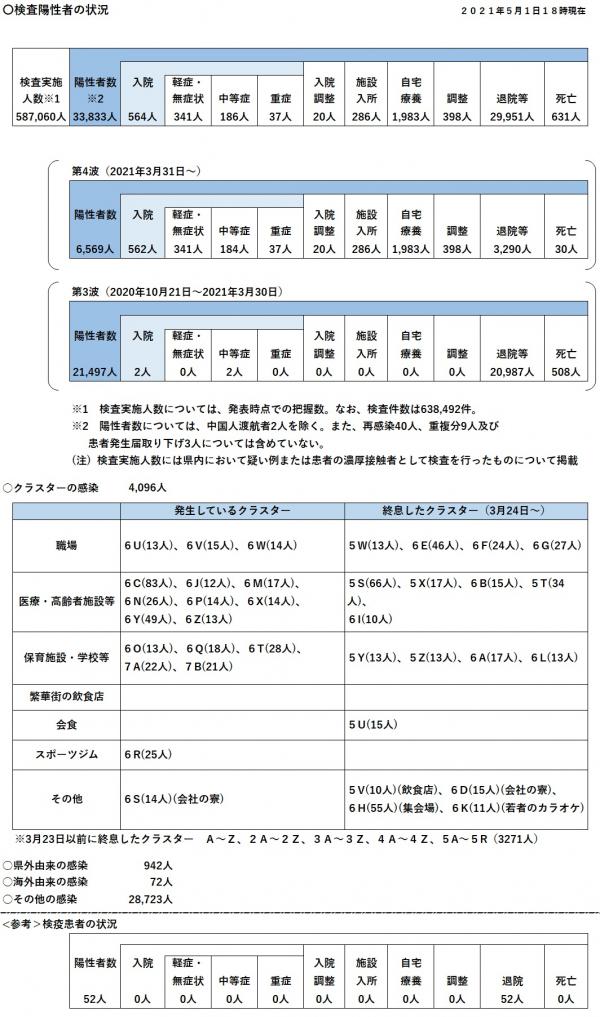 〇検査陽性者の状況
2021年5月1日18時現在
検査実施 陽性者数 入院 軽症・ 中等症 重症 入院 施設 自宅 調整 退院等 死亡
人数※1 ※2 無症状 調整 入所 療養
587,060人 33,833人 564人 341人 186人 37人 20人 286人 1,983人 398人 29,951人 631人
第4波（2021年3月31日～）
陽性者数 入院 軽症・ 中等症 重症 入院 施設 自宅 調整 退院等 死亡
無症状 調整 入所 療養
6,569人 562人 341人 184人 37人 20人 286人 1,983人 398人 3,290人 30人
第3波（2020年10月21日～2021年3月30日）
陽性者数 入院 軽症・ 中等症 重症 入院 施設 自宅 調整 退院等 死亡
無症状 調整 入所 療養
21,497人 2人 0人 2人 0人 0人 0人 0人 0人 20,987人 508人
※1 検査実施人数については、発表時点での把握数。なお、検査件数は638,492件。
※2 陽性者数については、中国人渡航者2人を除く。また、再感染40人、重複分9人及び
患者発生届取り下げ3人については含めていない。
（注）検査実施人数には県内において疑い例または患者の濃厚接触者として検査を行ったものについて掲載
〇クラスターの感染 4,096人
発生しているクラスター 終息したクラスター（3月24日～）
職場 6U(13人)、6V(15人)、6W(14人) 5W(13人)、6E(46人)、6F(24人)、6G(27人)
医療・高齢者施設等
6C(83人)、6J(12人)、6M(17人)、
6N(26人)、6P(14人)、6X(14人)、
6Y(49人)、6Z(13人)
5S(66人)、5X(17人)、6B(15人)、5T(34
人)、
6I(10人)
保育施設・学校等
6O(13人)、6Q(18人)、6T(28人)、
7A(22人)、7B(21人)
5Y(13人)、5Z(13人)、6A(17人)、6L(13人)
繁華街の飲食店
会食 5U(15人)
スポーツジム 6R(25人)
その他 6S(14人)(会社の寮)
5V(10人)(飲食店)、6D(15人)(会社の寮)、
6H(55人)(集会場)、6K(11人)(若者のカラオケ)
※3月23日以前に終息したクラスター A～Z、2A～2Z、3A～3Z、4A～4Z、5A～5R（3271人）
〇県外由来の感染 942人
〇海外由来の感染 72人
〇その他の感染 28,723人
<参考>検疫患者の状況
陽性者数 入院 軽症・ 中等症 重症 入院 施設 自宅 調整 退院 死亡
無症状 調整 入所 療養
52人 0人 0人 0人 0人 0人 0人 0人 0人 52人 0人